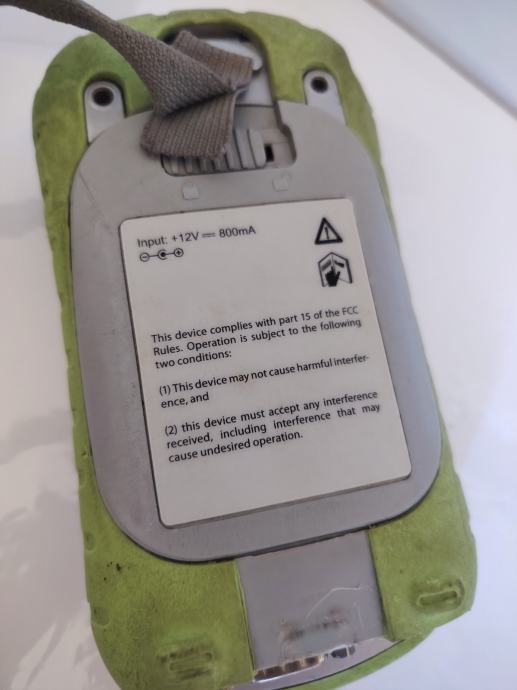 Input: +12V ⎓ 800mA
This device complies with part 15 of the FCC
Rules. Operation is subject to the following
two conditions:
(1) This device may not cause harmful interfer-
ence, and
(2) this device must accept any interference
received, including interference that may
cause undesired operation.